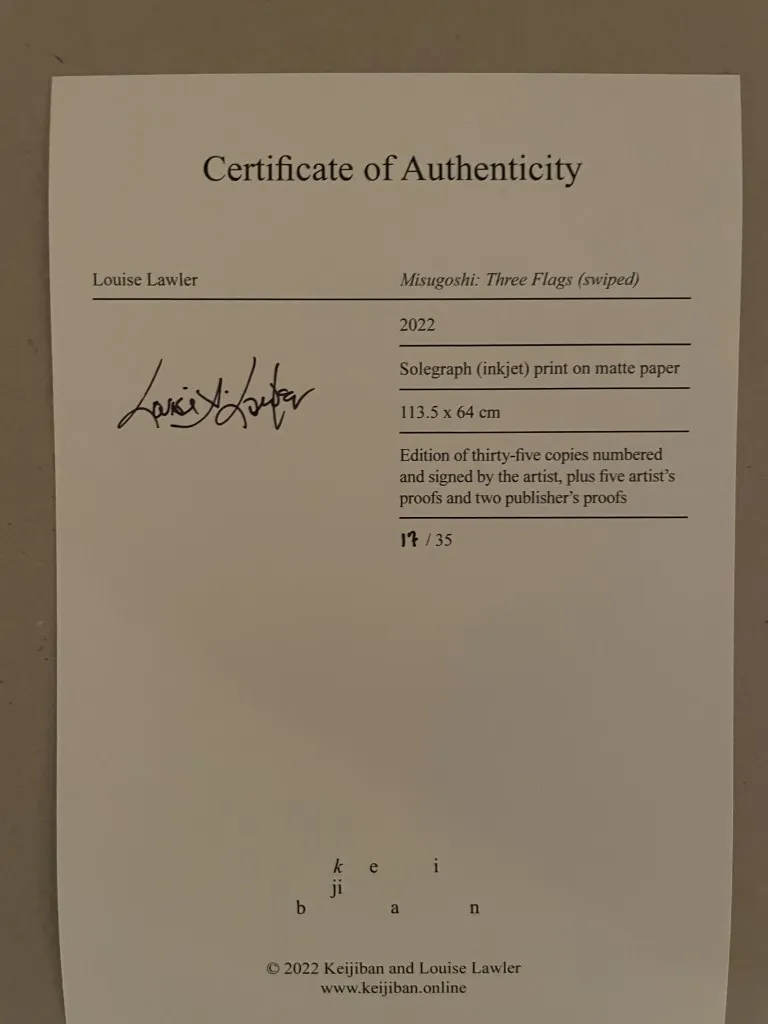 Certificate of Authenticity
Louise Lawler
Misugoshi: Three Flags (swiped)
2022
Solegraph (inkjet) print on matte paper
113.5 x 64 cm
Louise A. Lawler
Edition of thirty-five copies numbered
and signed by the artist, plus five artist's
proofs and two publisher's proofs
17 / 35
k e i
ji
b a n
© 2022 Keijiban and Louise Lawler
www.keijiban.online